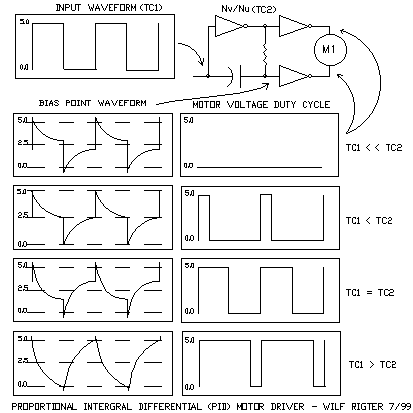 INPUT WAVEFORM (TC1)
Nv/Nu (TC2)
5.0
0.0
M1
BIAS POINT WAVEFORM
MOTOR VOLTAGE DUTY CYCLE
5.0
2.5
0.0
5.0
0.0
TC1 < < TC2
5.0
2.5
0.0
5.0
0.0
TC1 < TC2
5.0
2.5
0.0
5.0
0.0
TC1 = TC2
5.0
2.5
0.0
5.0
0.0
TC1 > TC2
PROPORTIONAL INTERGRAL DIFFERENTIAL (PID) MOTOR DRIVER - WILF RIGTER 7/99